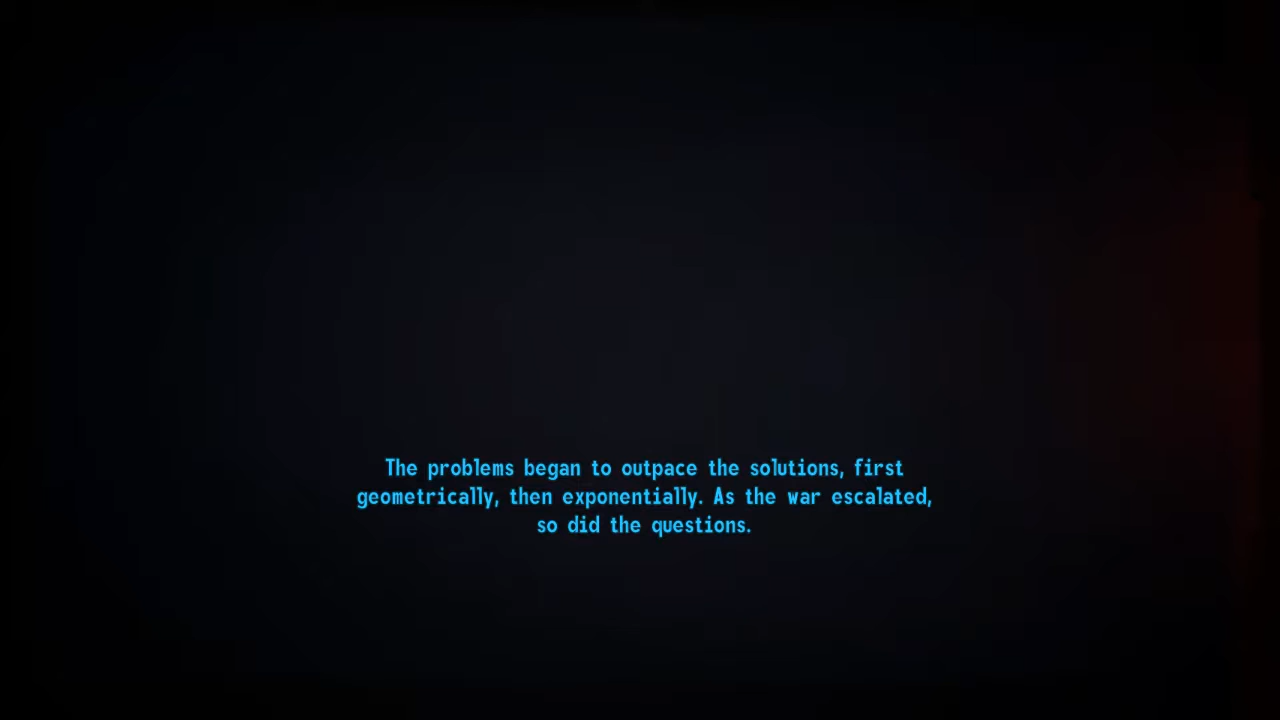 The problems began to outpace the solutions, first
geometrically, then exponentially. As the war escalated,
so did the questions.